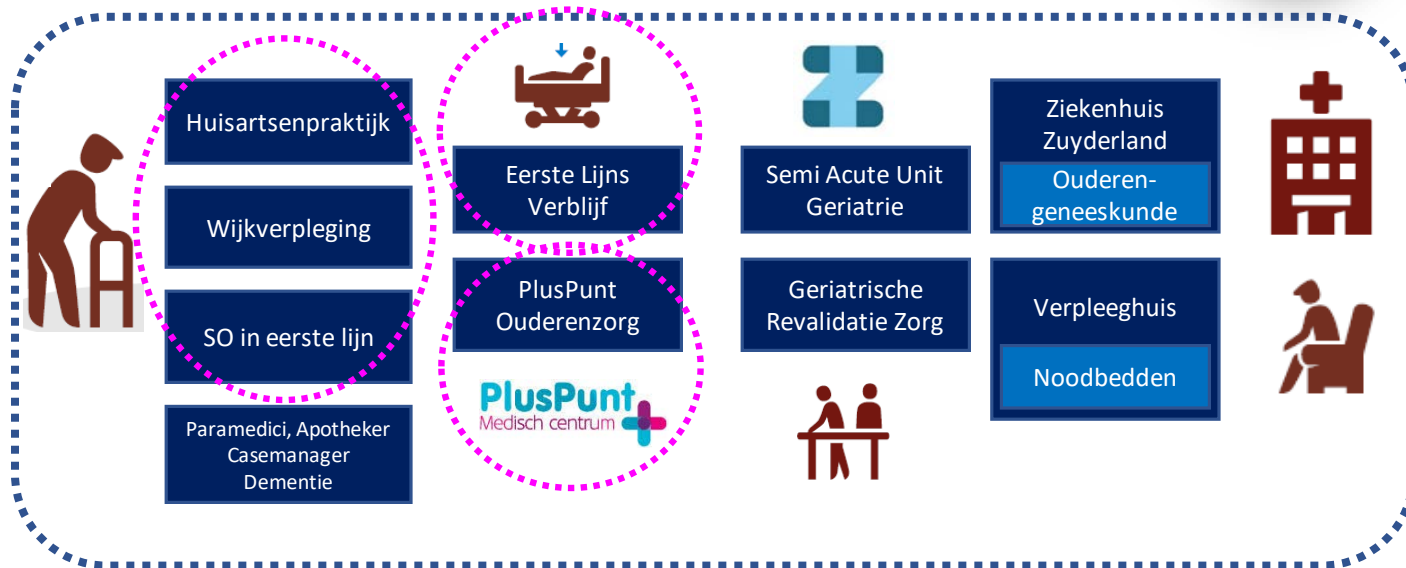 Huisartsenpraktijk
Wijkverpleging
SO in eerste lijn
Paramedici, Apotheker
Casemanager
Dementie
Eerste Lijns
Verblijf
PlusPunt
Ouderenzorg
PlusPunt
Medisch centrum
Semi Acute Unit
Geriatrie
Geriatrische
Revalidatie Zorg
Ziekenhuis
Zuyderland
Ouderen-
geneeskunde
Verpleeghuis
Noodbedden